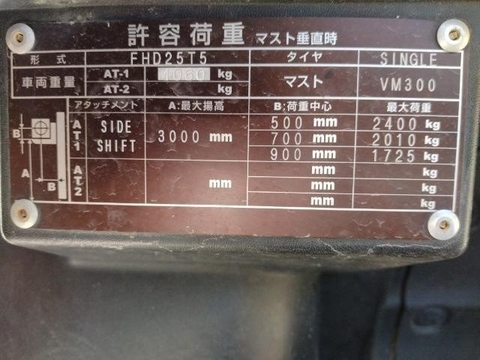 許容荷重 マスト垂直時
形式 FHD25T5 タイヤ SINGLE
車両重量 AT-1 kg マスト VM300
AT-2 kg
アタッチメント A:最大揚高 B:荷重中心 最大荷重
AT1 SIDE SHIFT 3000 mm 500 mm 2400 kg
700 mm 2010 kg
900 mm 1725 kg
AT2 mm mm
mm
mm
B
A
B